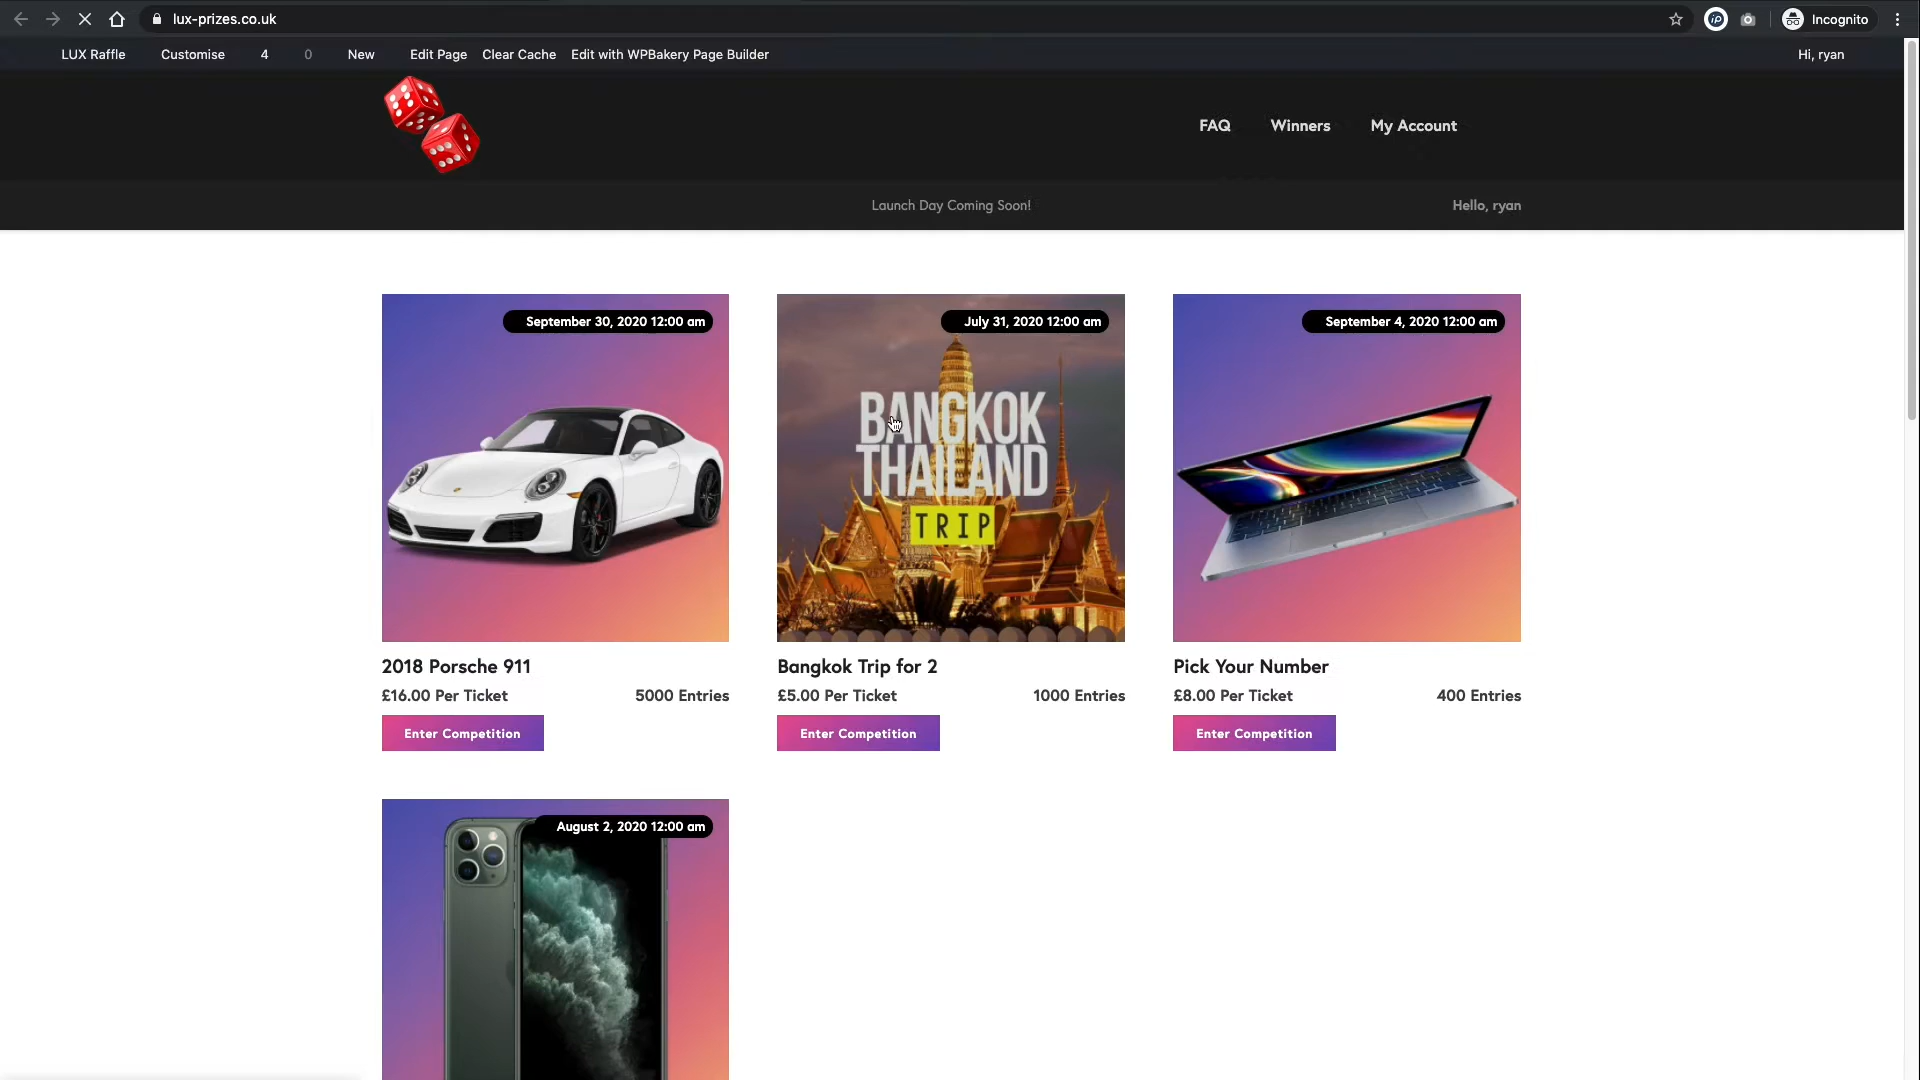 lux-prizes.co.uk
Incognito
LUX Raffle Customise 4 0 New Edit Page Clear Cache Edit with WPBakery Page Builder Hi, ryan
FAQ Winners My Account
Launch Day Coming Soon! Hello, ryan
September 30, 2020 12:00 am
July 31, 2020 12:00 am
September 4, 2020 12:00 am
BANGKOK
THAILAND
TRIP
2018 Porsche 911
£16.00 Per Ticket 5000 Entries
Enter Competition
Bangkok Trip for 2
£5.00 Per Ticket 1000 Entries
Enter Competition
Pick Your Number
£8.00 Per Ticket 400 Entries
Enter Competition
August 2, 2020 12:00 am